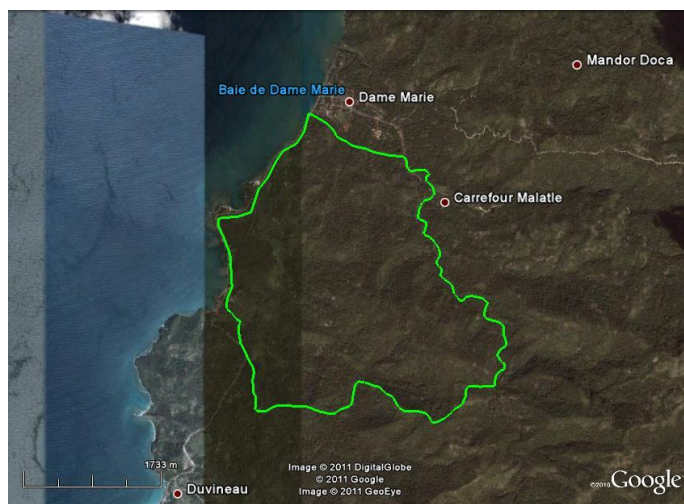 Mandor Doca
Baie de Dame Marie
Dame Marie
Carrefour Malatle
1733 m
Duvineau
Image © 2011 DigitalGlobe
© 2011 Google
Image © 2011 GeoEye
©2010 Google